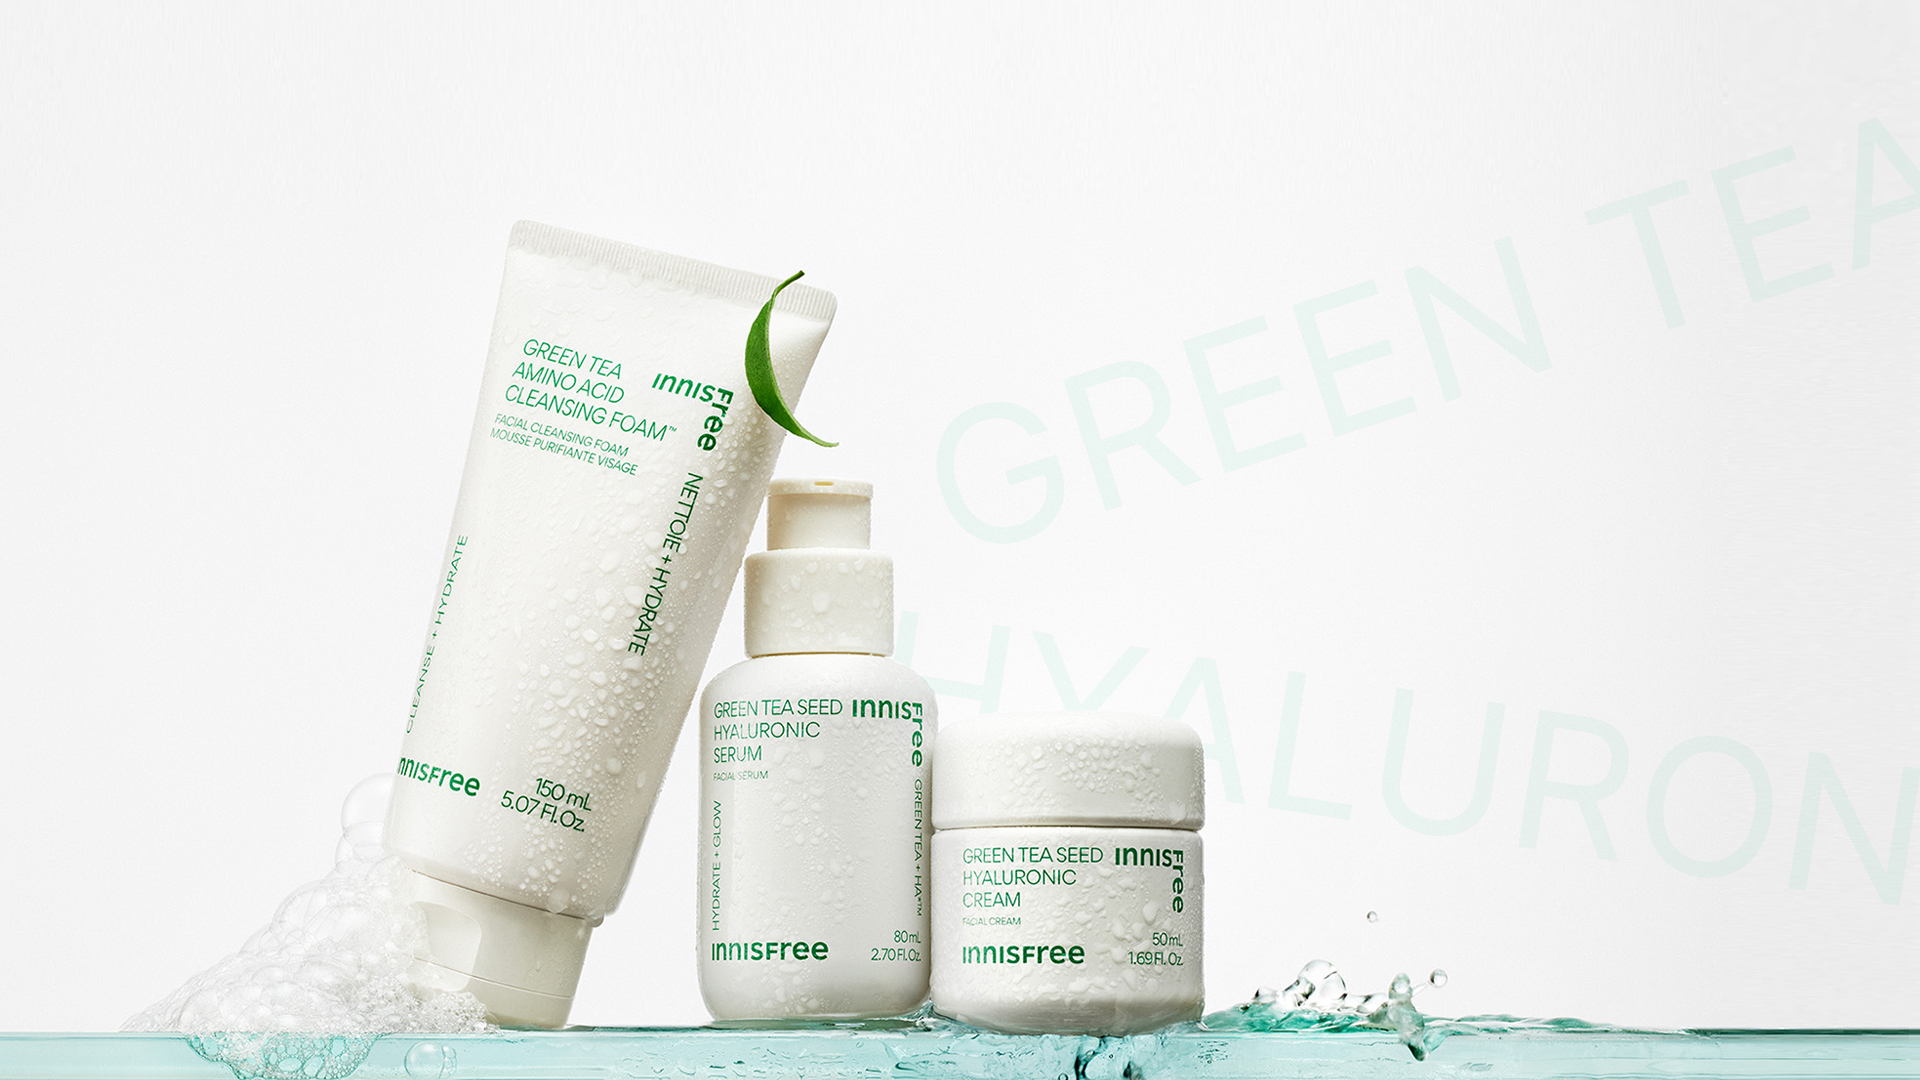 GREEN TEA
AMINO ACID
CLEANSING FOAM™
FACIAL CLEANSING FOAM
MOUSSE PURIFIANTE VISAGE
INNISFree
NETTOIE + HYDRATE
CLEANSE + HYDRATE
INNISFree
150 mL
5.07 Fl. Oz.
GREEN TEA SEED
HYALURONIC
SERUM
FACIAL SERUM
INNISFree
GREEN TEA + HA*™
HYDRATE + GLOW
INNISFree
80 mL
2.70 Fl. Oz.
GREEN TEA SEED
HYALURONIC
CREAM
FACIAL CREAM
INNISFree
INNISFree
50 mL
1.69 Fl. Oz.
GREEN TEA
HYALURON